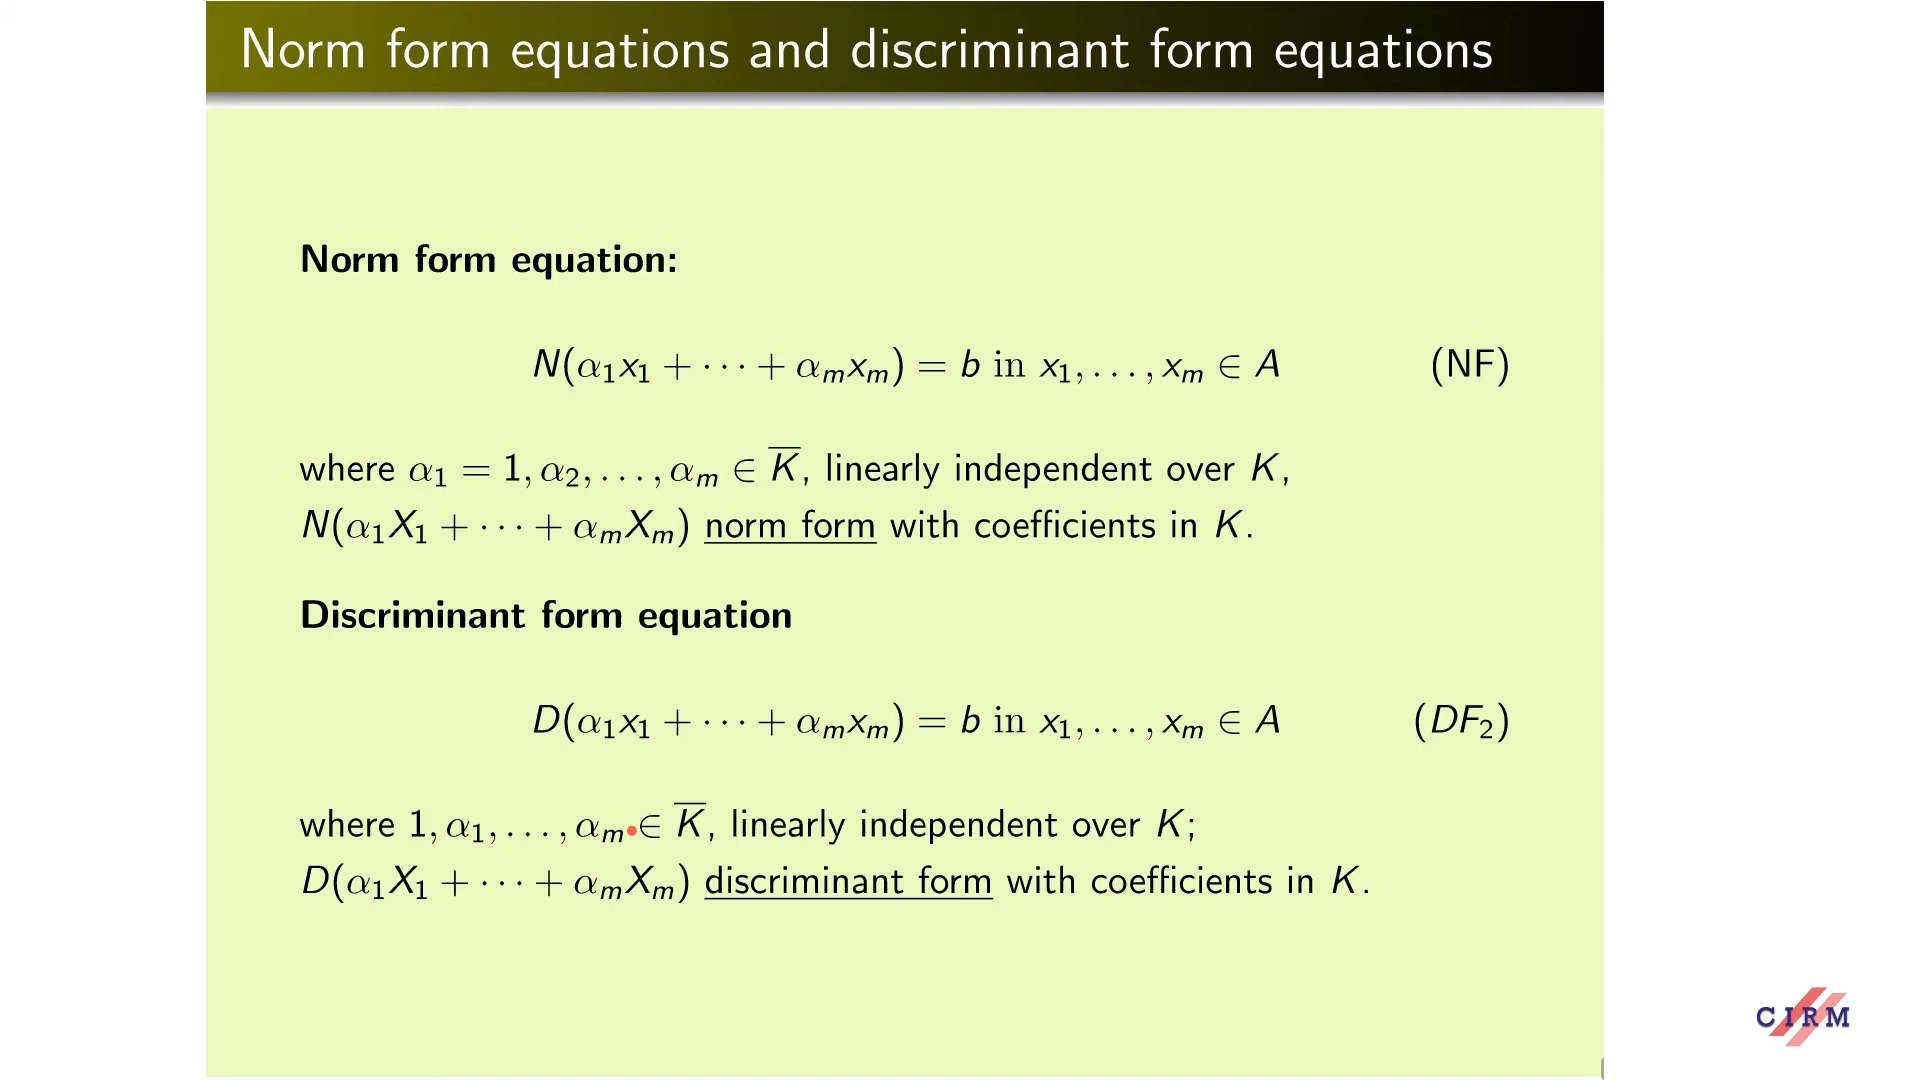 Norm form equations and discriminant form equations
Norm form equation:
N(α₁x₁ + ··· + αₘxₘ) = b in x₁, . . . , xₘ ∈ A (NF)
where α₁ = 1, α₂, . . . , αₘ ∈ K̅, linearly independent over K,
N(α₁X₁ + ··· + αₘXₘ) norm form with coefficients in K.
Discriminant form equation
D(α₁x₁ + ··· + αₘxₘ) = b in x₁, . . . , xₘ ∈ A (DF₂)
where 1, α₁, . . . , αₘ ∈ K̅, linearly independent over K;
D(α₁X₁ + ··· + αₘXₘ) discriminant form with coefficients in K.
CIRM